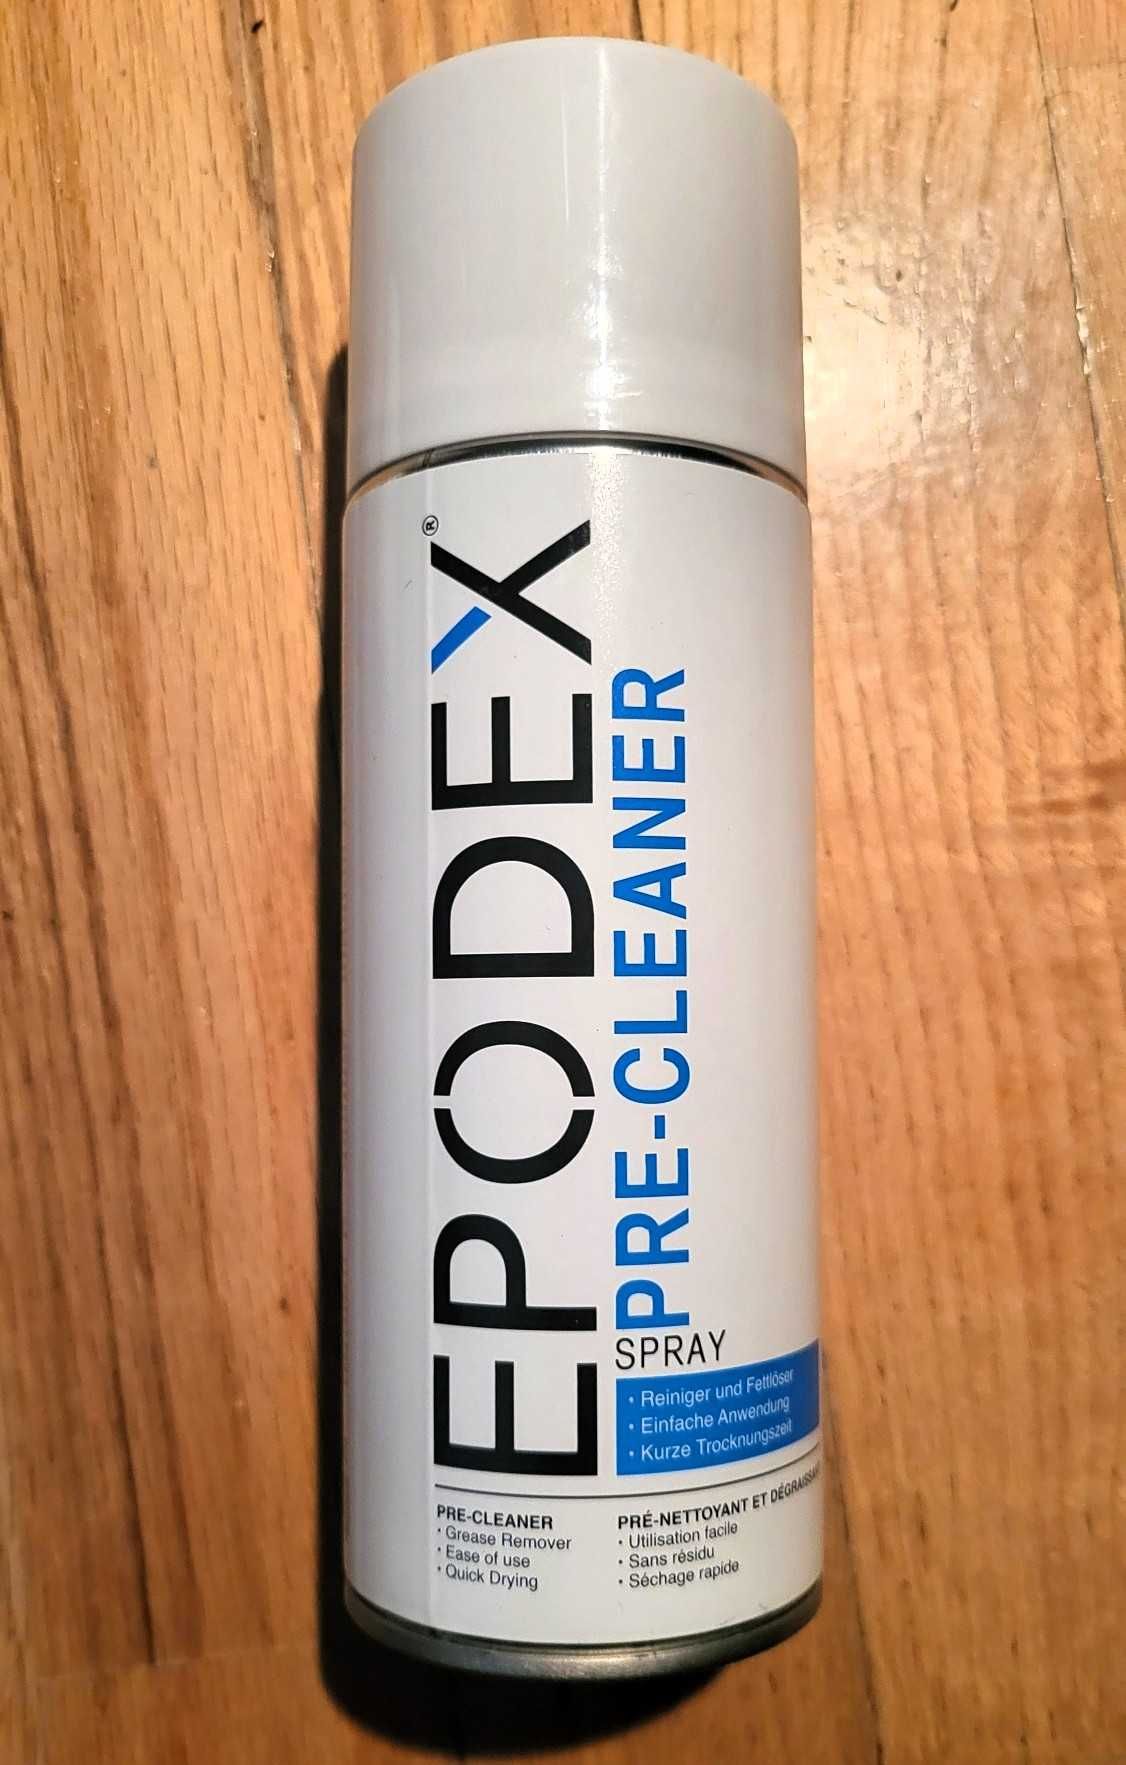 EPODEX®
PRE-CLEANER
SPRAY
• Reiniger und Fettlöser
• Einfache Anwendung
• Kurze Trocknungszeit
PRE-CLEANER
• Grease Remover
• Ease of use
• Quick Drying
PRÉ-NETTOYANT ET DÉGRAISSANT
• Utilisation facile
• Sans résidu
• Séchage rapide